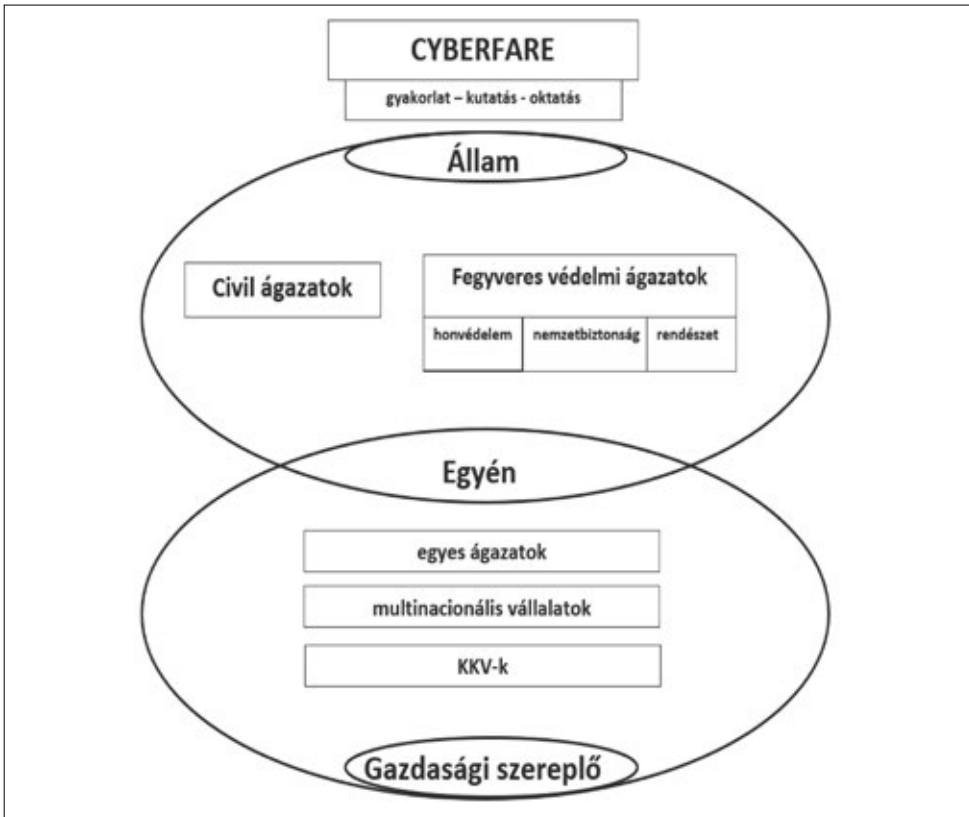 CYBERFARE
gyakorlat – kutatás - oktatás
Állam
Civil ágazatok
Fegyveres védelmi ágazatok
honvédelem
nemzetbiztonság
rendészet
Egyén
egyes ágazatok
multinacionális vállalatok
KKV-k
Gazdasági szereplő